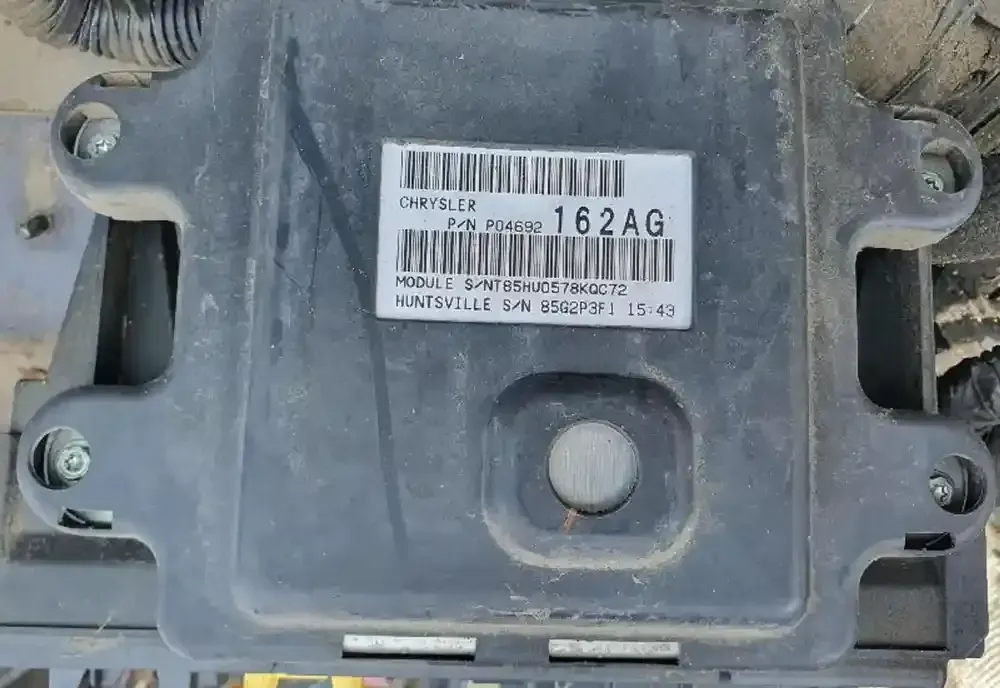 CHRYSLER
P/N P04692 162AG
MODULE S/NT85HU0578KQC72
HUNTSVILLE S/N 85G2P3F1 15:43